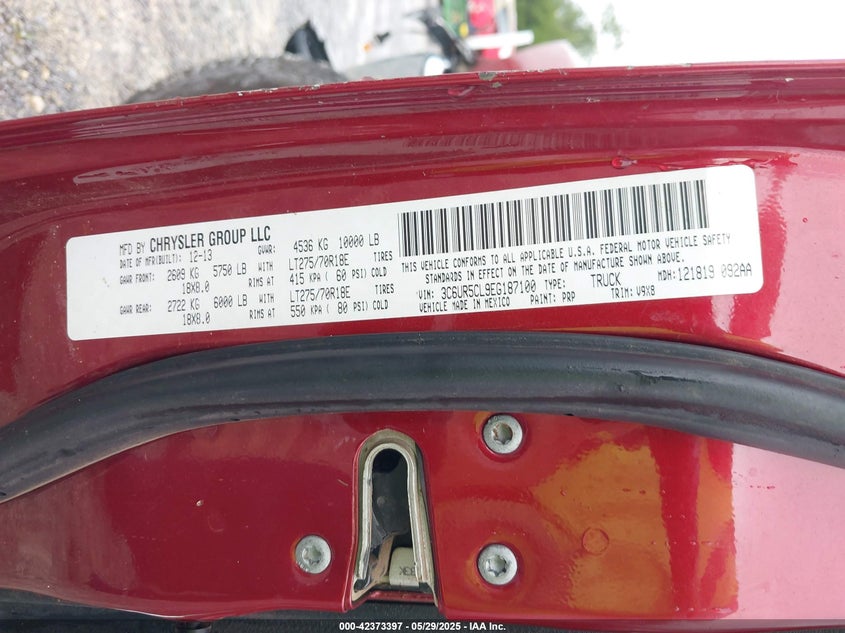 MFD BY CHRYSLER GROUP LLC
DATE OF MFR(BUILT): 12-13 GVWR: 4536 KG 10000 LB
GAWR FRONT: 2609 KG 5750 LB WITH LT275/70R18E TIRES
18X8.0 RIMS AT 415 KPA ( 60 PSI) COLD
GAWR REAR: 2722 KG 6000 LB WITH LT275/70R18E TIRES
18X8.0 RIMS AT 550 KPA ( 80 PSI) COLD
THIS VEHICLE CONFORMS TO ALL APPLICABLE U.S.A. FEDERAL MOTOR VEHICLE SAFETY
STANDARDS IN EFFECT ON THE DATE OF MANUFACTURE SHOWN ABOVE.
VIN: 3C6UR5CL9EG187100 TYPE: TRUCK MDH: 121819 092AA
VEHICLE MADE IN MEXICO PAINT: PRP TRIM: V9X8
000-42373397 - 05/29/2025 - © IAA Inc.